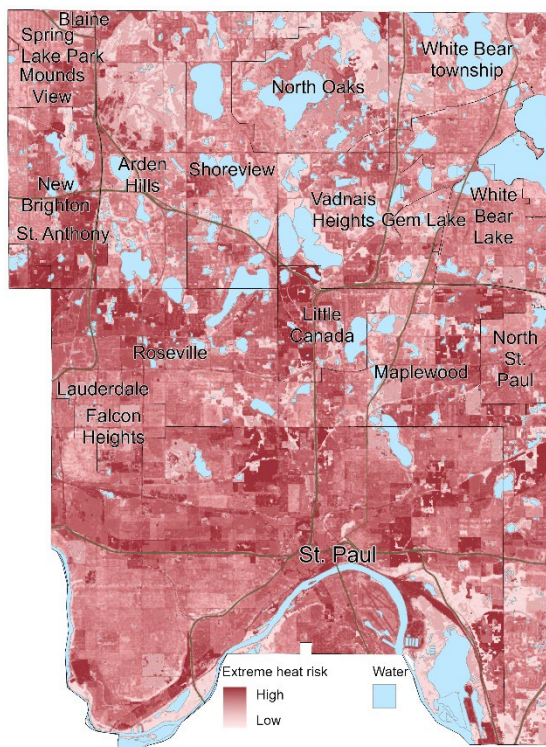 Blaine
Spring
Lake Park
Mounds
View
White Bear
township
North Oaks
Arden
Hills
Shoreview
New
Brighton
Vadnais
Heights
Gem Lake
White
Bear
Lake
St. Anthony
Little
Canada
North
St.
Paul
Roseville
Maplewood
Lauderdale
Falcon
Heights
St. Paul
Extreme heat risk
High
Low
Water